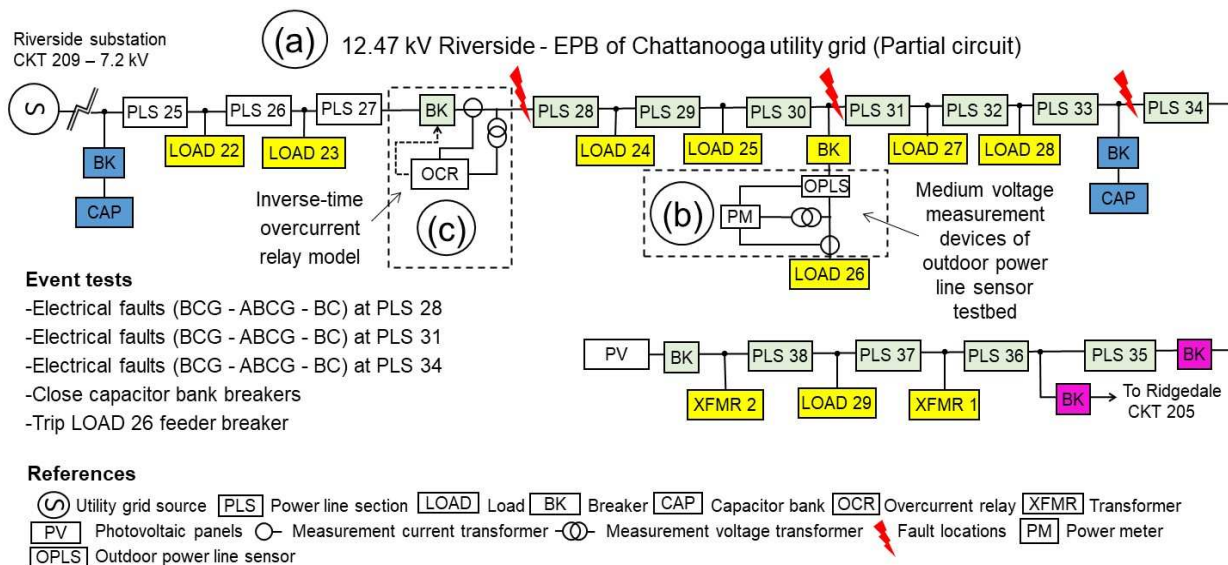 (a)
12.47 kV Riverside - EPB of Chattanooga utility grid (Partial circuit)
Riverside substation
CKT 209 – 7.2 kV
PLS 25
PLS 26
PLS 27
BK
PLS 28
PLS 29
PLS 30
PLS 31
PLS 32
PLS 33
PLS 34
BK
CAP
LOAD 22
LOAD 23
OCR
LOAD 24
LOAD 25
BK
LOAD 27
LOAD 28
BK
CAP
Inverse-time
overcurrent
relay model
(c)
(b)
OPLS
PM
LOAD 26
Medium voltage
measurement
devices of
outdoor power
line sensor
testbed
Event tests
-Electrical faults (BCG - ABCG - BC) at PLS 28
-Electrical faults (BCG - ABCG - BC) at PLS 31
-Electrical faults (BCG - ABCG - BC) at PLS 34
-Close capacitor bank breakers
-Trip LOAD 26 feeder breaker
PV
BK
PLS 38
PLS 37
PLS 36
PLS 35
BK
XFMR 2
LOAD 29
XFMR 1
BK
To Ridgedale
CKT 205
References
Utility grid source PLS Power line section LOAD Load BK Breaker CAP Capacitor bank OCR Overcurrent relay XFMR Transformer
PV Photovoltaic panels Measurement current transformer Measurement voltage transformer Fault locations PM Power meter
OPLS Outdoor power line sensor